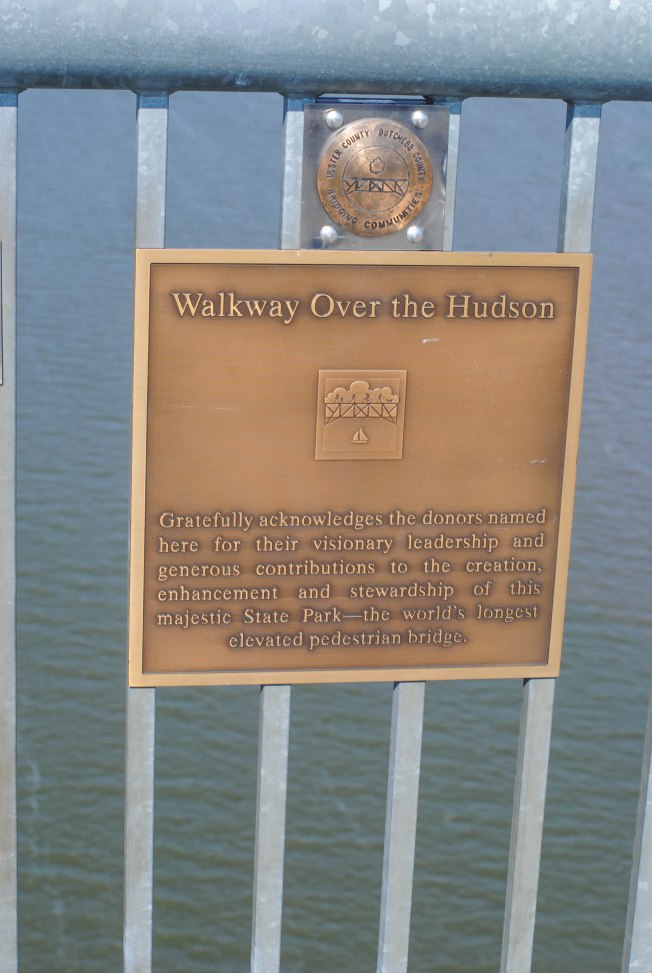 ULSTER COUNTY DUTCHESS COUNTY
BRIDGING COMMUNITIES
Walkway Over the Hudson
Gratefully acknowledges the donors named
here for their visionary leadership and
generous contributions to the creation,
enhancement and stewardship of this
majestic State Park—the world's longest
elevated pedestrian bridge.